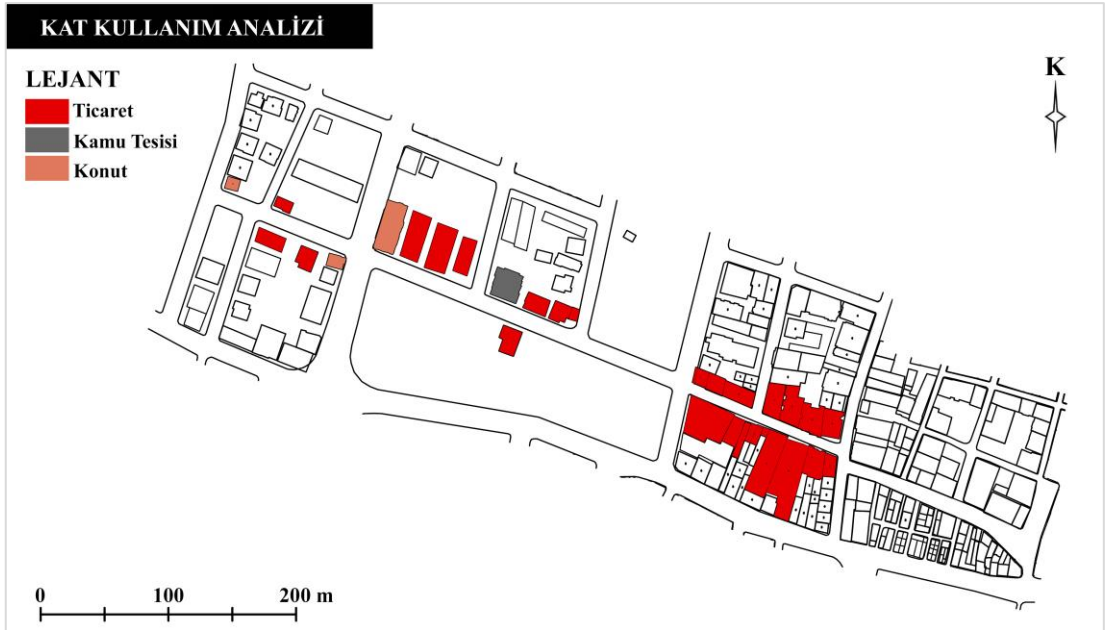 KAT KULLANIM ANALİZİ
LEJANT
Ticaret
Kamu Tesisi
Konut
K
0 100 200 m